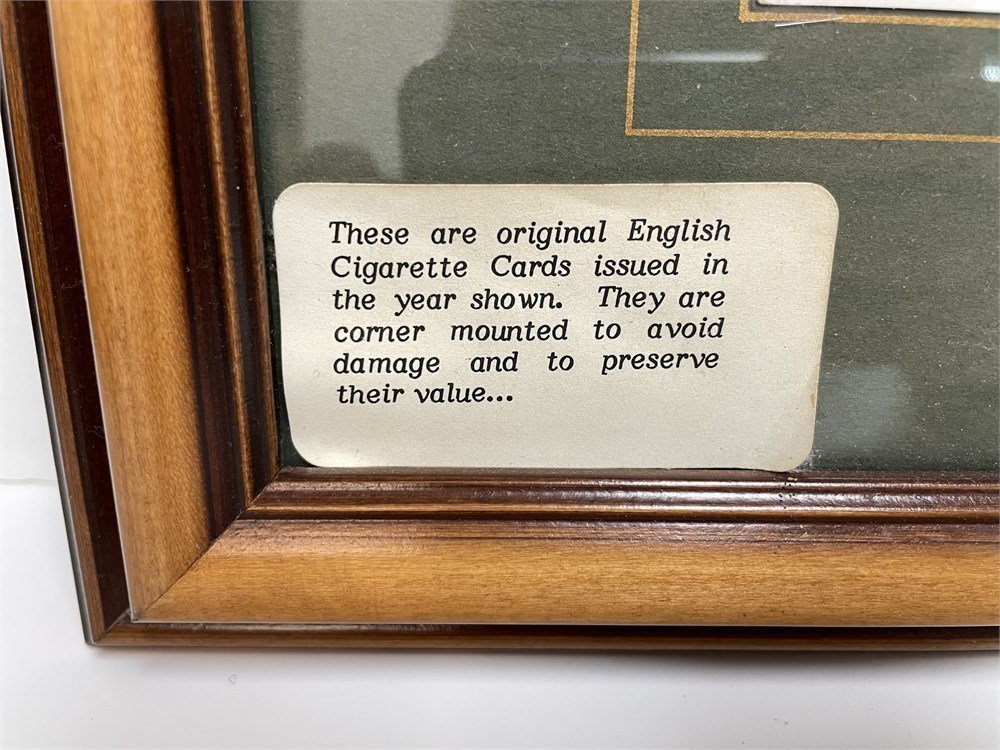 These are original English
Cigarette Cards issued in
the year shown. They are
corner mounted to avoid
damage and to preserve
their value...